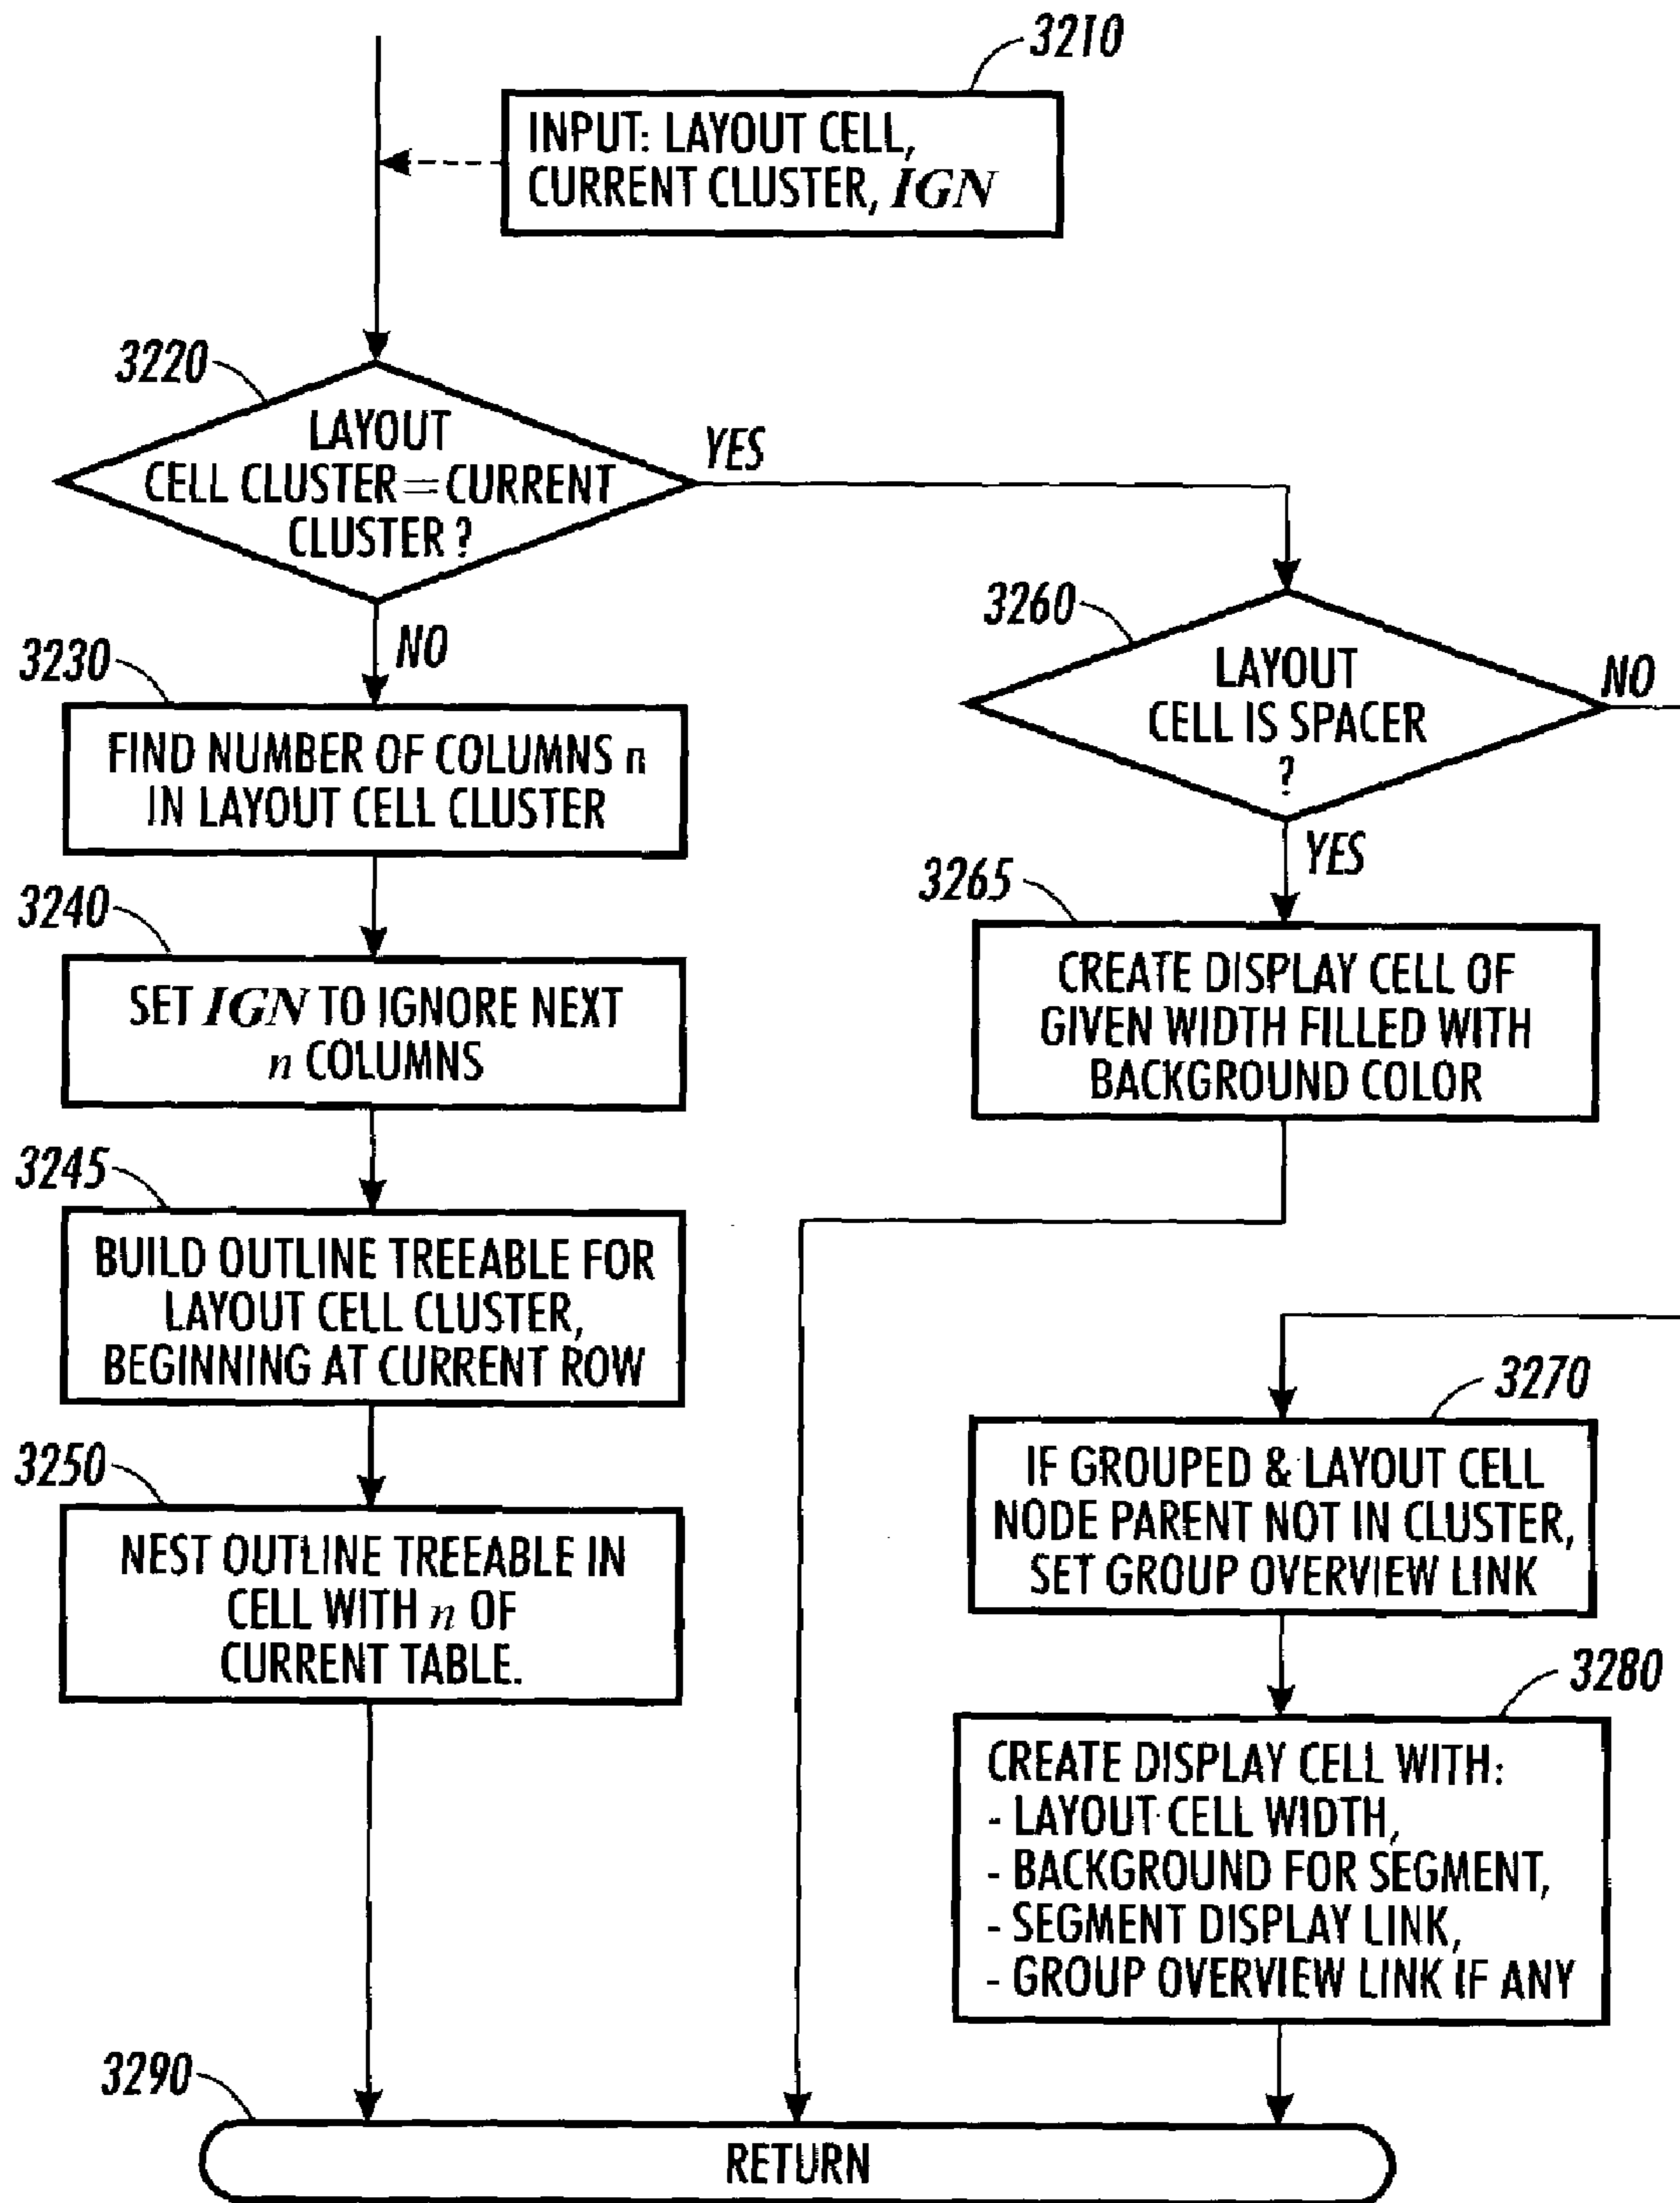 3210
INPUT: LAYOUT CELL,
CURRENT CLUSTER, IGN
3220
LAYOUT
CELL CLUSTER = CURRENT
CLUSTER ?
YES
NO
3230
FIND NUMBER OF COLUMNS n
IN LAYOUT CELL CLUSTER
3240
SET IGN TO IGNORE NEXT
n COLUMNS
3245
BUILD OUTLINE TREEABLE FOR
LAYOUT CELL CLUSTER,
BEGINNING AT CURRENT ROW
3250
NEST OUTLINE TREEABLE IN
CELL WITH n OF
CURRENT TABLE.
3260
LAYOUT
CELL IS SPACER
?
NO
YES
3265
CREATE DISPLAY CELL OF
GIVEN WIDTH FILLED WITH
BACKGROUND COLOR
3270
IF GROUPED & LAYOUT CELL
NODE PARENT NOT IN CLUSTER,
SET GROUP OVERVIEW LINK
3280
CREATE DISPLAY CELL WITH:
- LAYOUT CELL WIDTH,
- BACKGROUND FOR SEGMENT,
- SEGMENT DISPLAY LINK,
- GROUP OVERVIEW LINK IF ANY
3290
RETURN